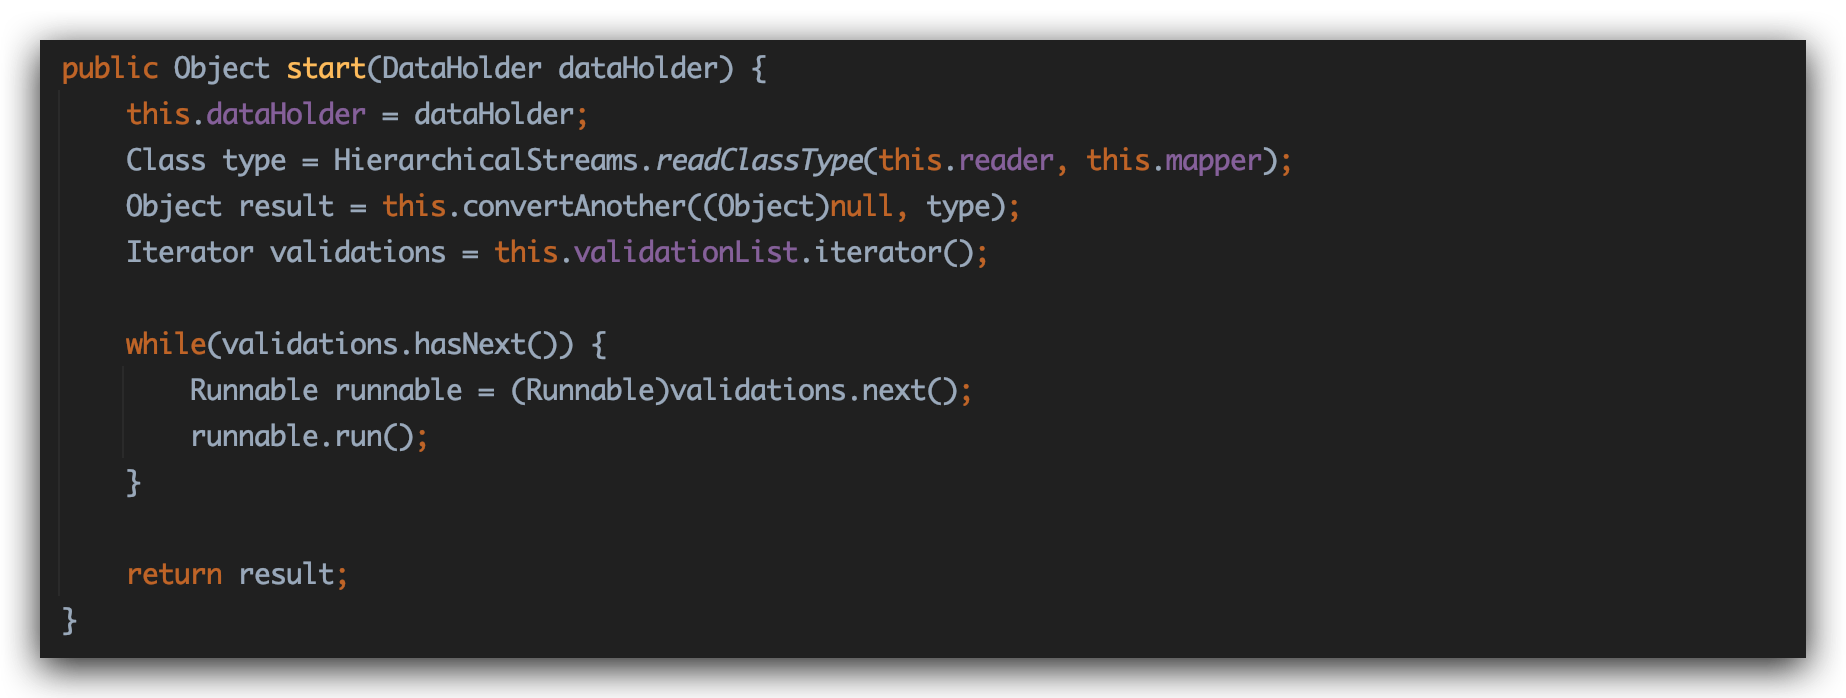 public Object start(DataHolder dataHolder) {
    this.dataHolder = dataHolder;
    Class type = HierarchicalStreams.readClassType(this.reader, this.mapper);
    Object result = this.convertAnother((Object)null, type);
    Iterator validations = this.validationList.iterator();

    while(validations.hasNext()) {
        Runnable runnable = (Runnable)validations.next();
        runnable.run();
    }

    return result;
}